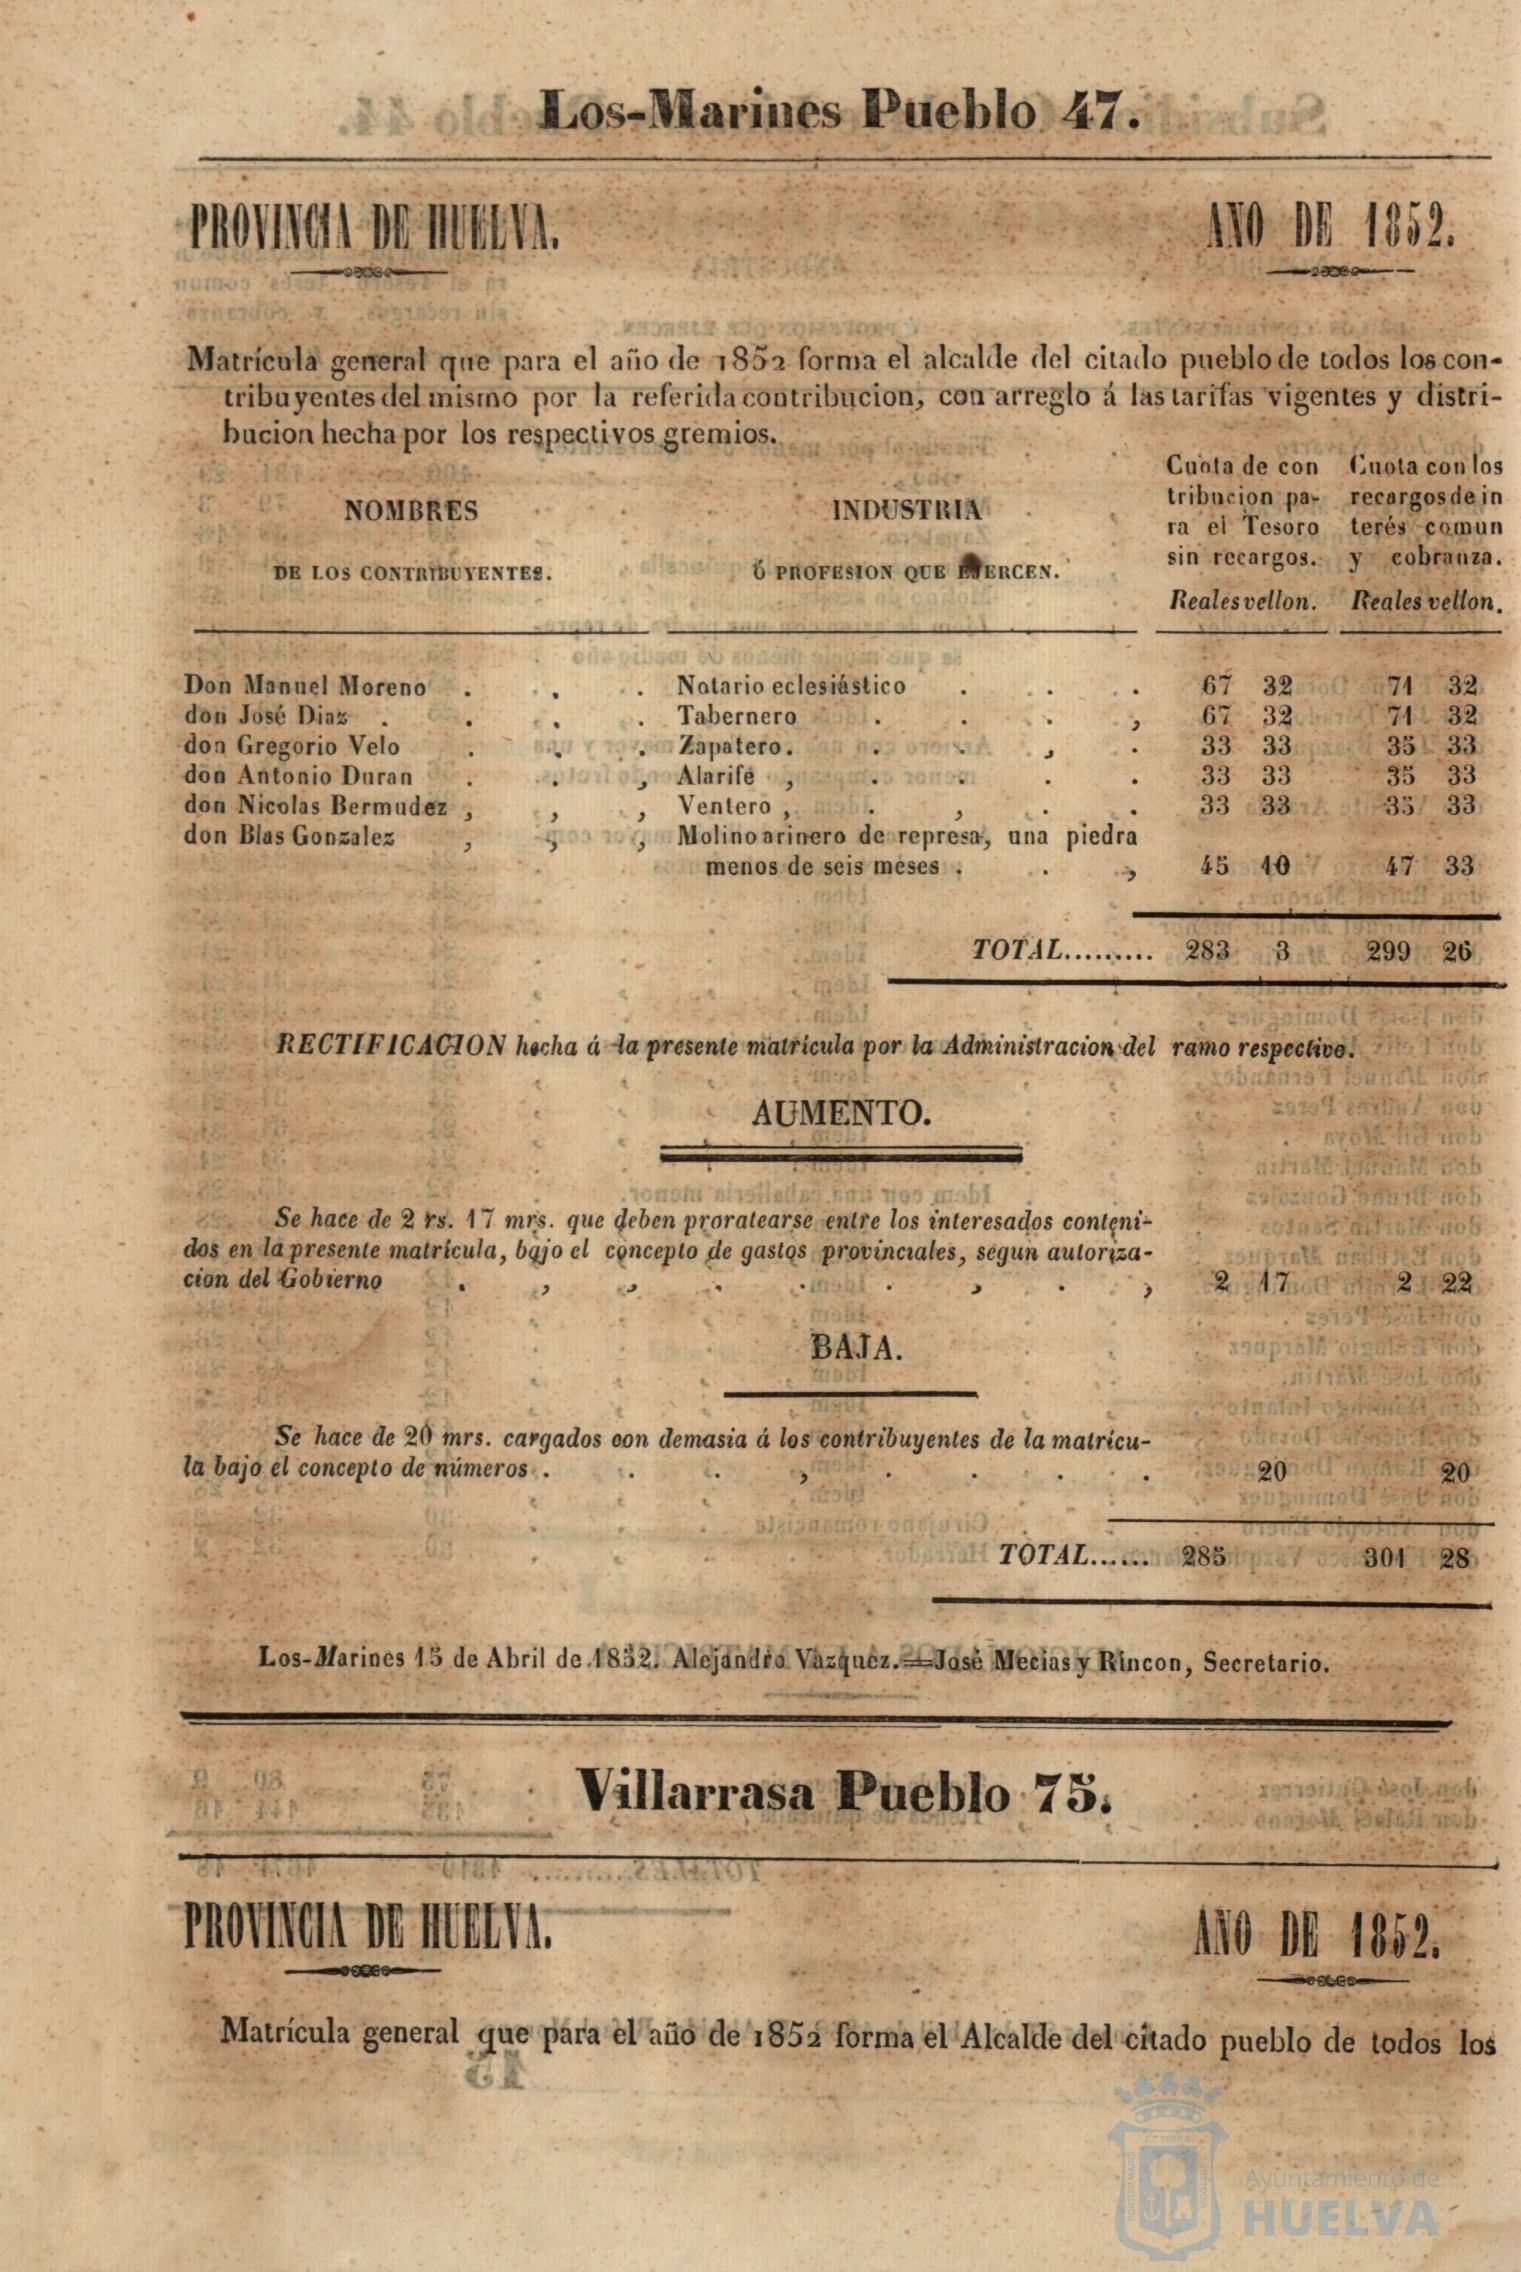 Los-Marines Pueblo 47.
PROVINCIA DE HUELVA. AÑO DE 1852.
Matrícula general que para el año de 1852 forma el alcalde del citado pueblo de todos los con-
tribuyentes del mismo por la referida contribucion, con arreglo á las tarifas vigentes y distri-
bucion hecha por los respectivos gremios.
NOMBRES
DE LOS CONTRIBUYENTES.
INDUSTRIA
Ó PROFESION QUE EJERCEN.
Cuota de con
tribucion pa-
ra el Tesoro
sin recargos.
Reales vellon.
Cuota con los
recargos de in
terés comun
y cobranza.
Reales vellon.
Don Manuel Moreno . . . Notario eclesiástico . . . 67 32 71 32
don José Diaz . . . . Tabernero . . . , 67 32 71 32
don Gregorio Velo . . . Zapatero. . . , . 33 33 35 33
don Antonio Duran . . , Alarife , . . . . 33 33 35 33
don Nicolas Bermudez , , , Ventero , . , . . 33 33 35 33
don Blas Gonzalez , , , Molino arinero de represa, una piedra
menos de seis meses . . , 45 10 47 33
TOTAL.......... 283 3 299 26
RECTIFICACION hecha á la presente matrícula por la Administracion del ramo respectivo.
AUMENTO.
Se hace de 2 rs. 17 mrs. que deben proratearse entre los interesados conteni-
dos en la presente matrícula, bajo el concepto de gastos provinciales, segun autoriza-
cion del Gobierno . , , . . . , . , 2 17 2 22
BAJA.
Se hace de 20 mrs. cargados con demasia á los contribuyentes de la matrícu-
la bajo el concepto de números . . . , . . . . 20 20
TOTAL...... 285 301 28
Los-Marines 15 de Abril de 1852. Alejandro Vazquez.=José Mecias y Rincon, Secretario.
Villarrasa Pueblo 75.
PROVINCIA DE HUELVA. AÑO DE 1852.
Matrícula general que para el año de 1852 forma el Alcalde del citado pueblo de todos los
Ayuntamiento de
HUELVA